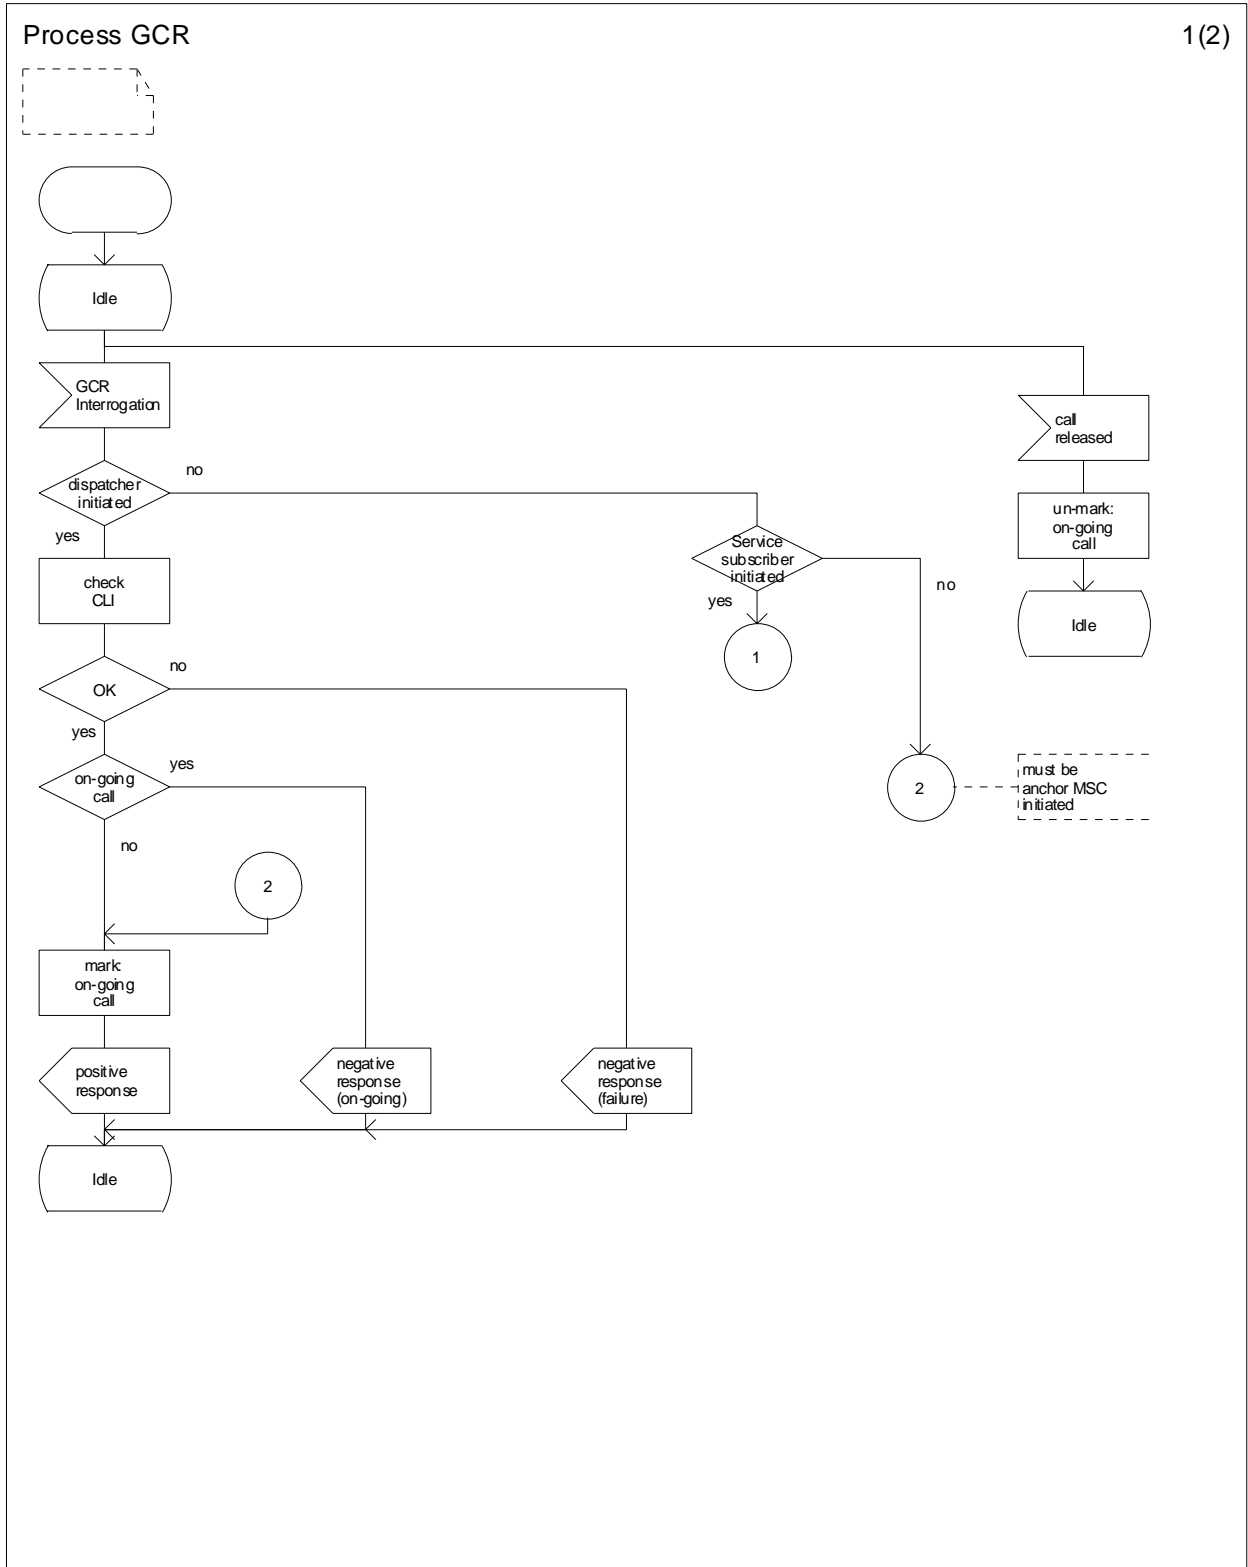 Process GCR
1(2)
Idle
GCR
Interrogation
call
released
no
dispatcher
initiated
yes
un-mark:
on-going
call
Service
subscriber
initiated
no
yes
check
CLI
Idle
1
no
OK
yes
yes
on-going
call
2
must be
anchor MSC
initiated
no
2
mark:
on-going
call
positive
response
negative
response
(on-going)
negative
response
(failure)
Idle